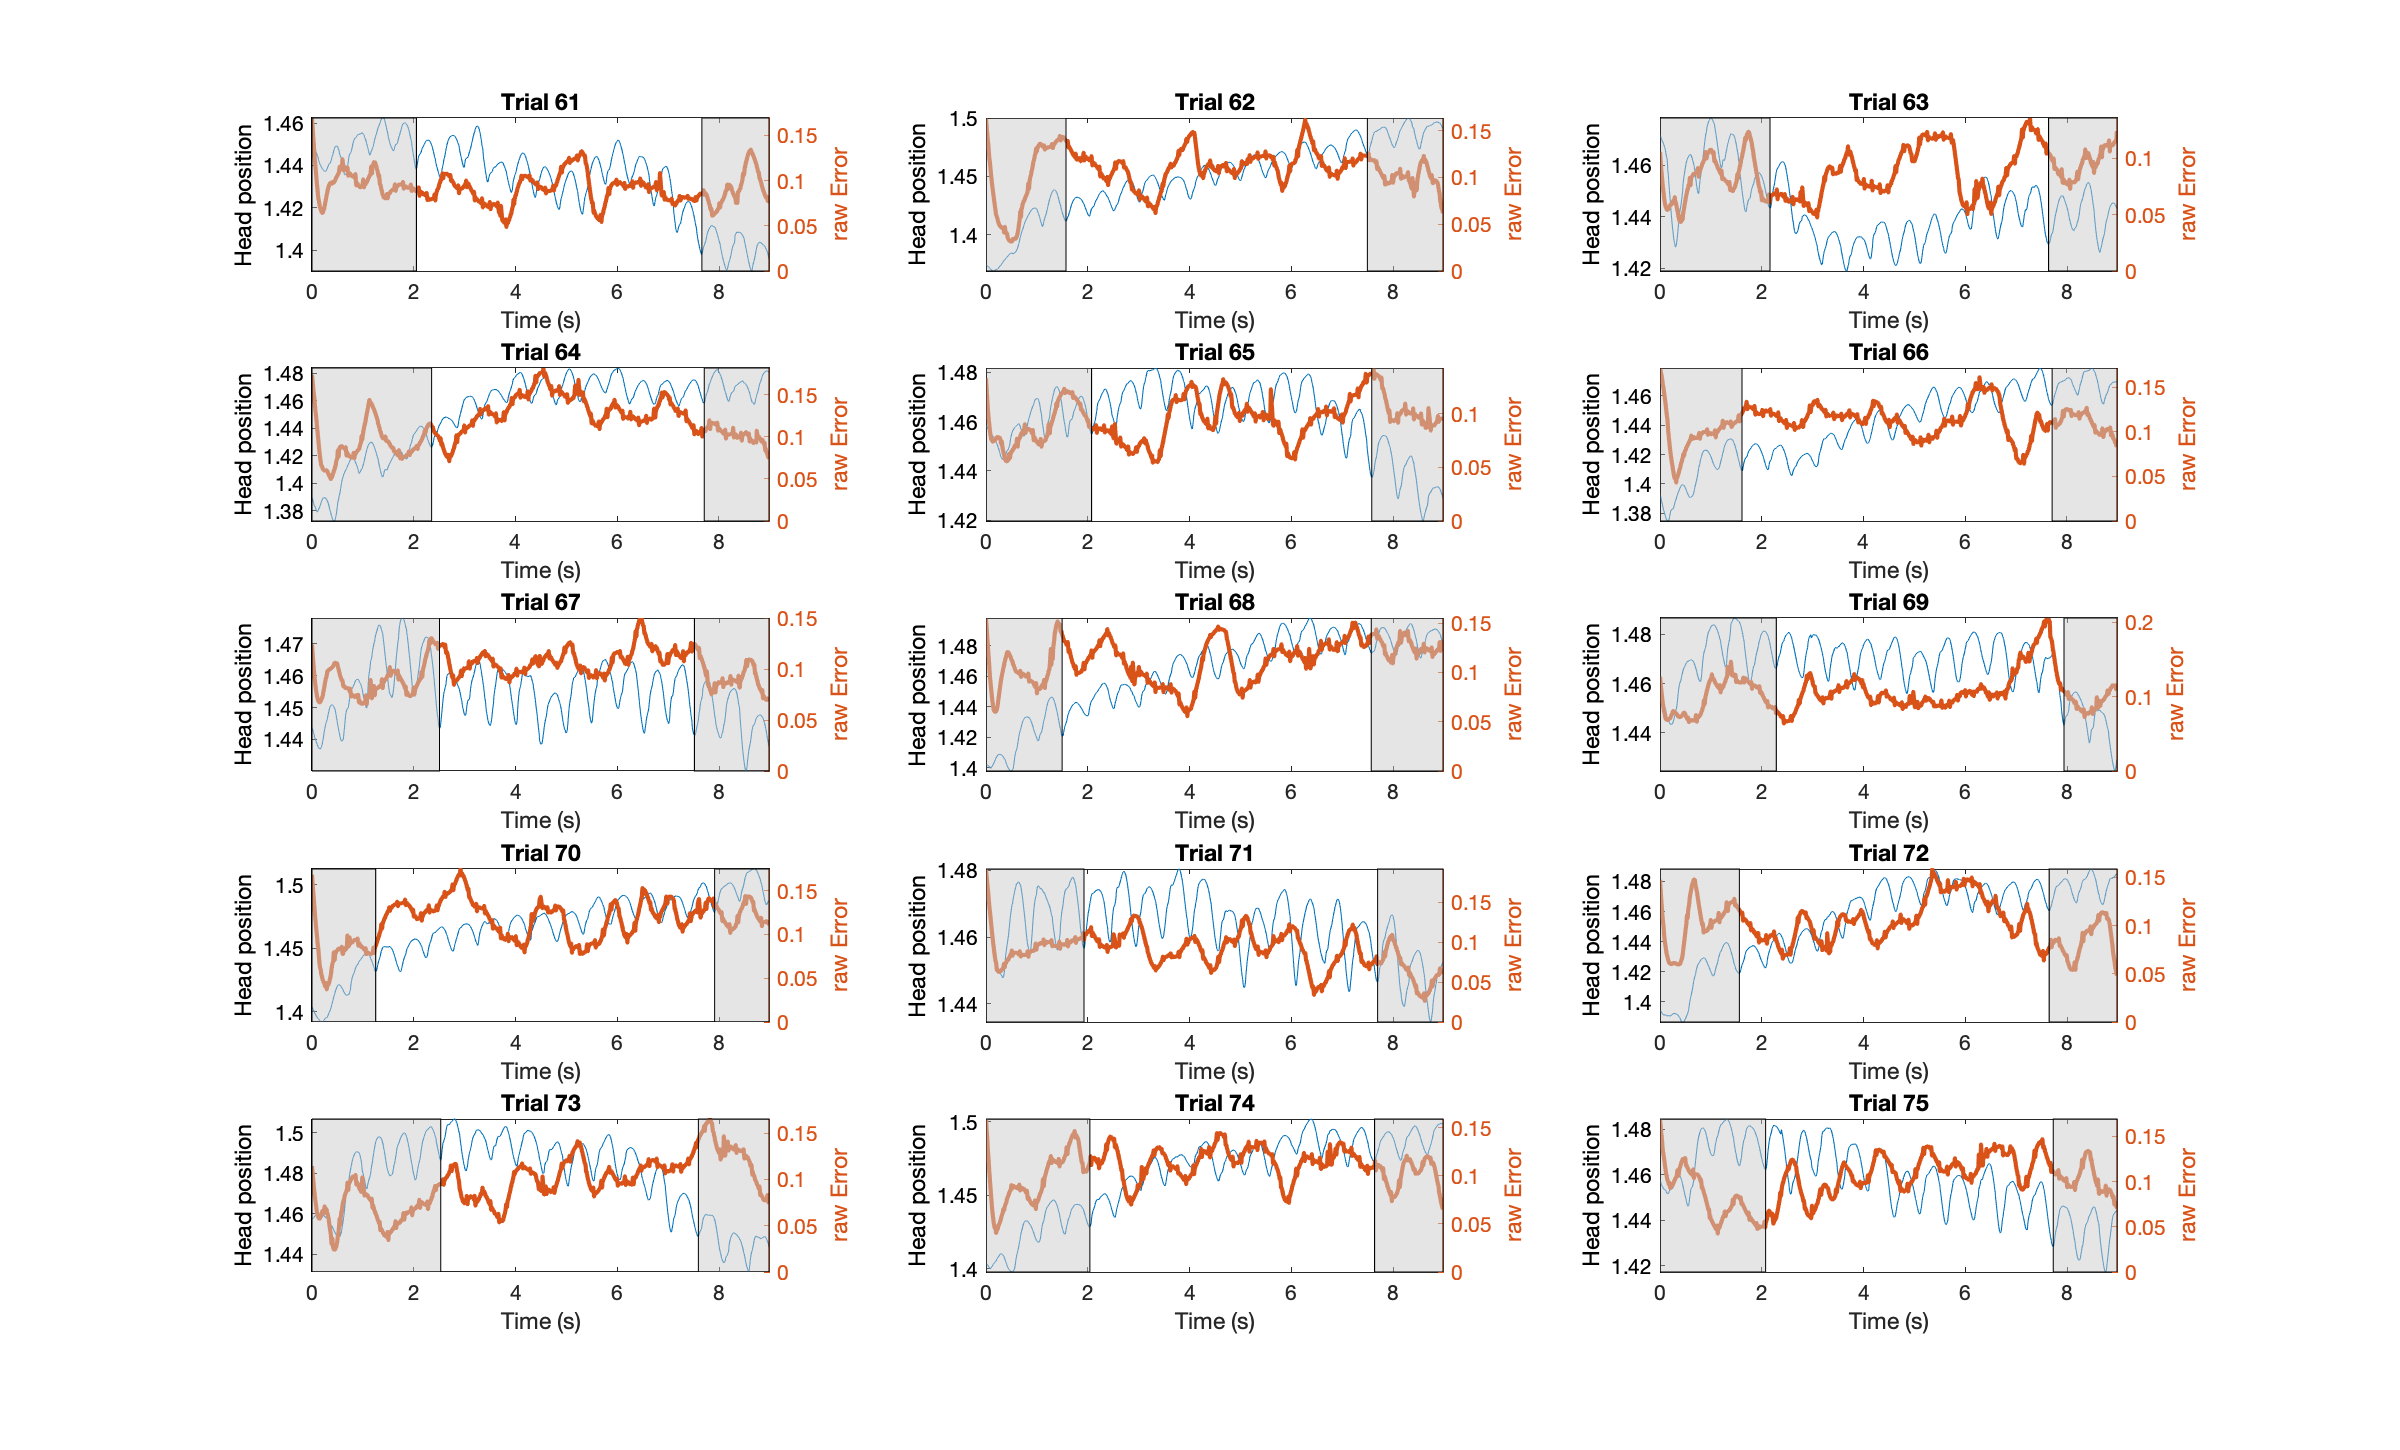 Trial 61
Trial 62
Trial 63
1.46
1.44
1.42
1.4
Head position
0.15
0.1
0.05
0
raw Error
1.5
1.45
1.4
Head position
0.15
0.1
0.05
0
raw Error
1.46
1.44
1.42
Head position
0.1
0.05
0
raw Error
0 2 4 6 8
0 2 4 6 8
0 2 4 6 8
Time (s)
Time (s)
Time (s)
Trial 64
Trial 65
Trial 66
1.48
1.46
1.44
1.42
1.4
1.38
Head position
0.15
0.1
0.05
0
raw Error
1.48
1.46
1.44
1.42
Head position
0.1
0.05
0
raw Error
1.46
1.44
1.42
1.4
1.38
Head position
0.15
0.1
0.05
0
raw Error
0 2 4 6 8
0 2 4 6 8
0 2 4 6 8
Time (s)
Time (s)
Time (s)
Trial 67
Trial 68
Trial 69
1.47
1.46
1.45
1.44
Head position
0.15
0.1
0.05
0
raw Error
1.48
1.46
1.44
1.42
1.4
Head position
0.15
0.1
0.05
0
raw Error
1.48
1.46
1.44
Head position
0.2
0.1
0
raw Error
0 2 4 6 8
0 2 4 6 8
0 2 4 6 8
Time (s)
Time (s)
Time (s)
Trial 70
Trial 71
Trial 72
1.5
1.45
1.4
Head position
0.15
0.1
0.05
0
raw Error
1.48
1.46
1.44
Head position
0.15
0.1
0.05
0
raw Error
1.48
1.46
1.44
1.42
1.4
Head position
0.15
0.1
0.05
0
raw Error
0 2 4 6 8
0 2 4 6 8
0 2 4 6 8
Time (s)
Time (s)
Time (s)
Trial 73
Trial 74
Trial 75
1.5
1.48
1.46
1.44
Head position
0.15
0.1
0.05
0
raw Error
1.5
1.45
1.4
Head position
0.15
0.1
0.05
0
raw Error
1.48
1.46
1.44
1.42
Head position
0.15
0.1
0.05
0
raw Error
0 2 4 6 8
0 2 4 6 8
0 2 4 6 8
Time (s)
Time (s)
Time (s)